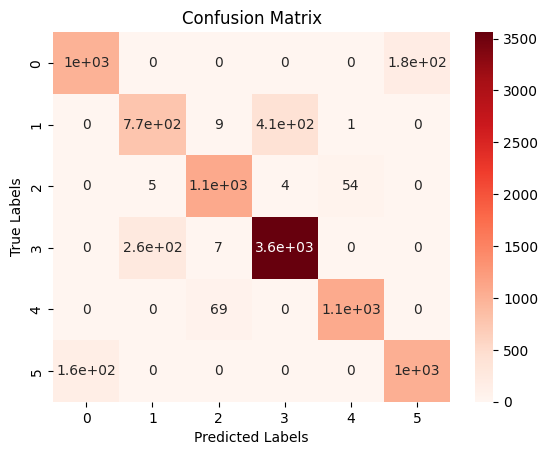 Confusion Matrix
0 1e+03 0 0 0 0 1.8e+02
1 0 7.7e+02 9 4.1e+02 1 0
2 0 5 1.1e+03 4 54 0
3 0 2.6e+02 7 3.6e+03 0 0
4 0 0 69 0 1.1e+03 0
5 1.6e+02 0 0 0 0 1e+03
0 1 2 3 4 5
True Labels
Predicted Labels
3500
3000
2500
2000
1500
1000
500
0